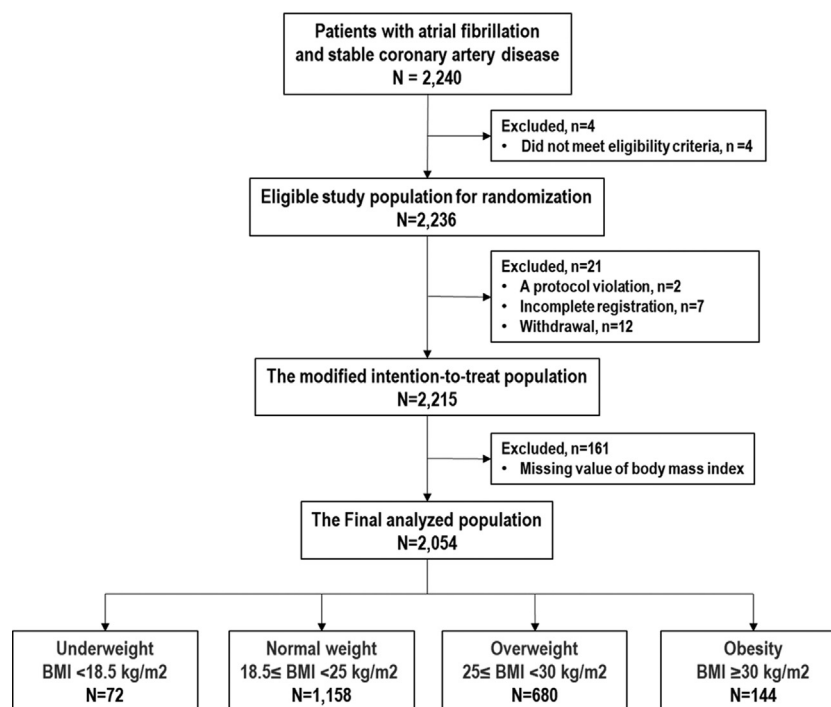 Patients with atrial fibrillation
and stable coronary artery disease
N = 2,240
Excluded, n=4
• Did not meet eligibility criteria, n =4
Eligible study population for randomization
N=2,236
Excluded, n=21
• A protocol violation, n=2
• Incomplete registration, n=7
• Withdrawal, n=12
The modified intention-to-treat population
N=2,215
Excluded, n=161
• Missing value of body mass index
The Final analyzed population
N=2,054
Underweight
BMI <18.5 kg/m2
N=72
Normal weight
18.5≤ BMI <25 kg/m2
N=1,158
Overweight
25≤ BMI <30 kg/m2
N=680
Obesity
BMI ≥30 kg/m2
N=144